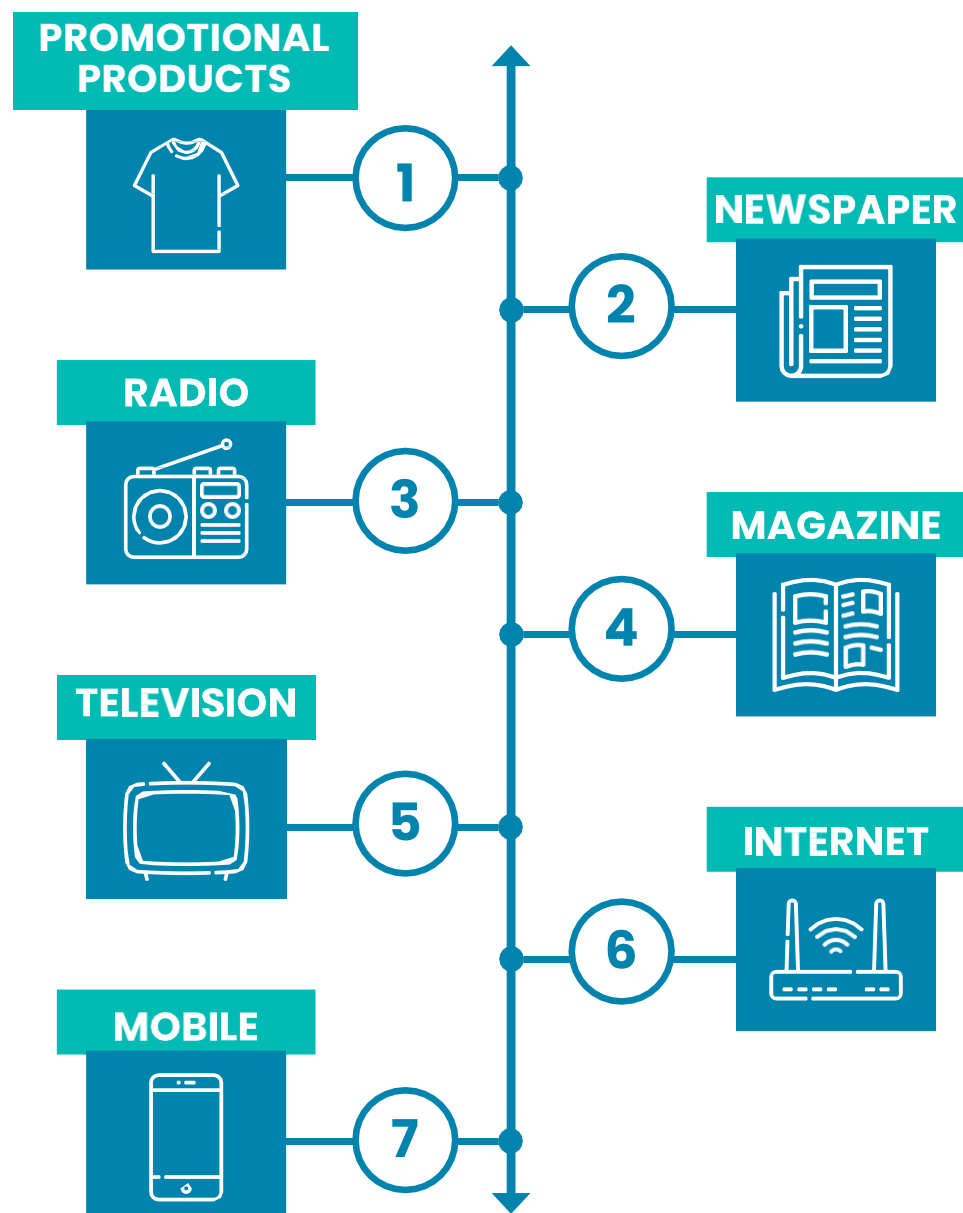 PROMOTIONAL
PRODUCTS
1
NEWSPAPER
2
RADIO
3
MAGAZINE
4
TELEVISION
5
INTERNET
6
MOBILE
7